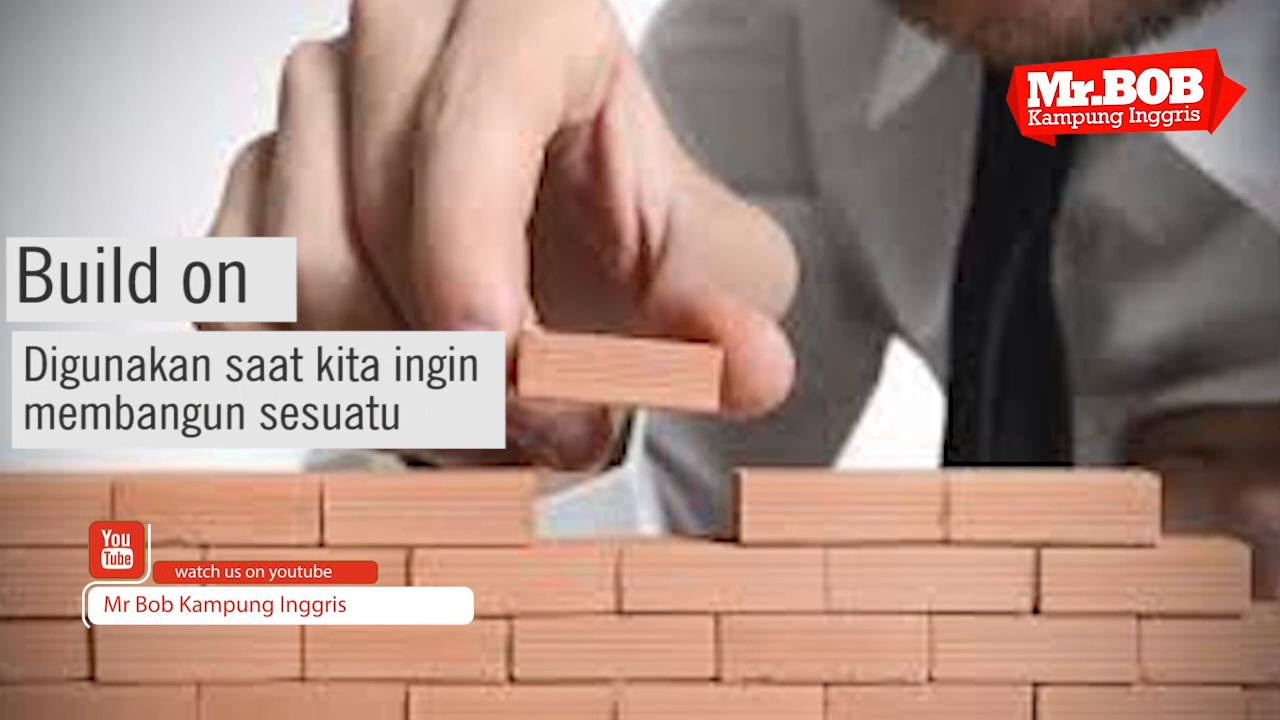 Mr.BOB
Kampung Inggris
Build on
Digunakan saat kita ingin
membangun sesuatu
You
Tube
watch us on youtube
Mr Bob Kampung Inggris